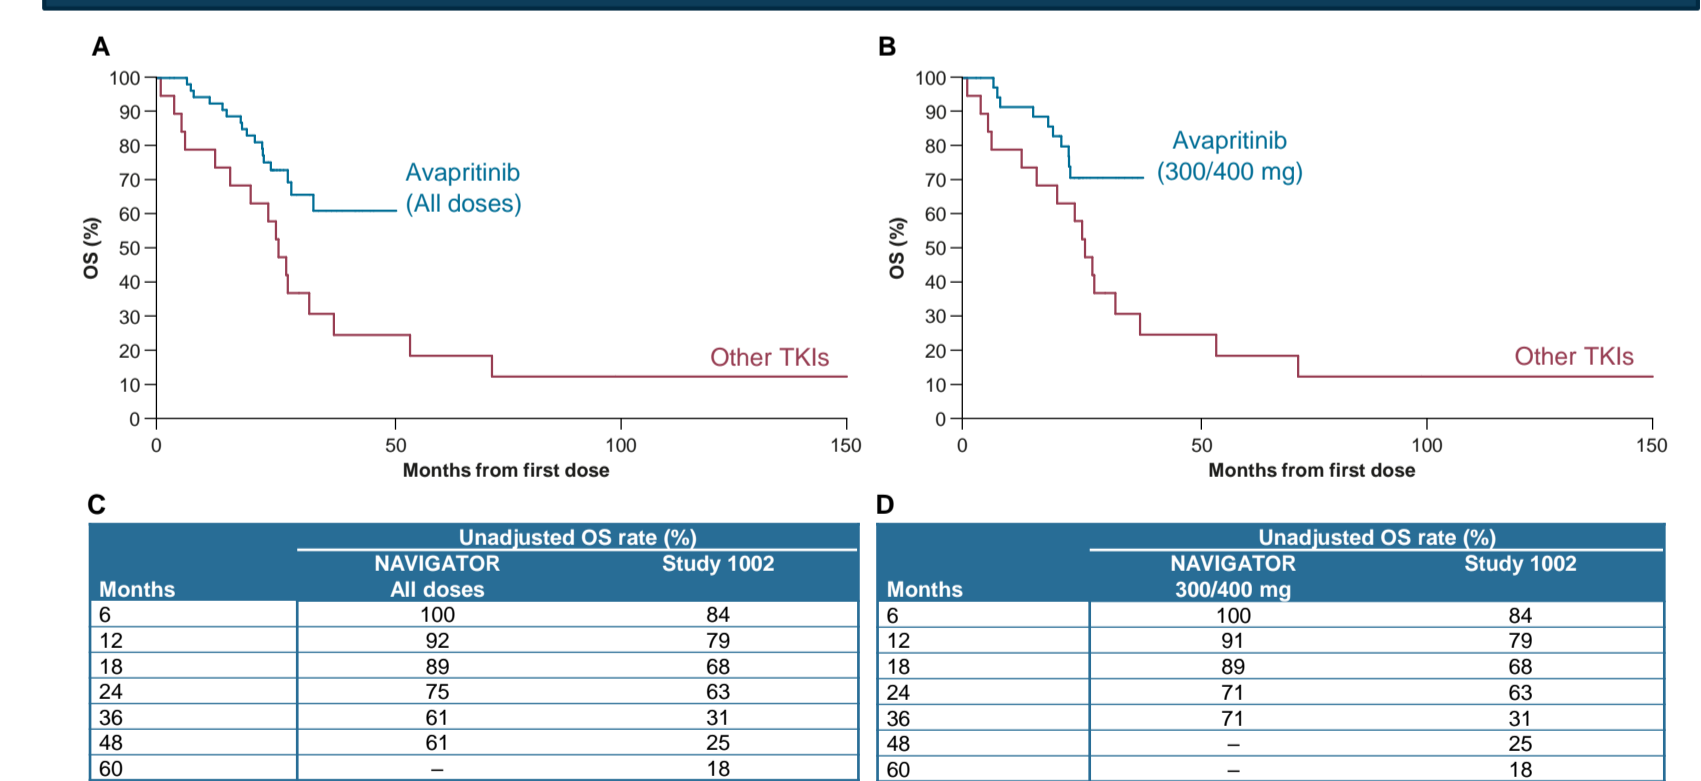 A
100
90
80
70
60
50
40
30
20
10
0
OS (%)
Avapritinib
(All doses)
Other TKIs
0 50 100 150
Months from first dose
B
100
90
80
70
60
50
40
30
20
10
0
OS (%)
Avapritinib
(300/400 mg)
Other TKIs
0 50 100 150
Months from first dose
C
Unadjusted OS rate (%)
NAVIGATOR Study 1002
Months All doses
6 100 84
12 92 79
18 89 68
24 75 63
36 61 31
48 61 25
60 – 18
D
Unadjusted OS rate (%)
NAVIGATOR Study 1002
Months 300/400 mg
6 100 84
12 91 79
18 89 68
24 71 63
36 71 31
48 – 25
60 – 18